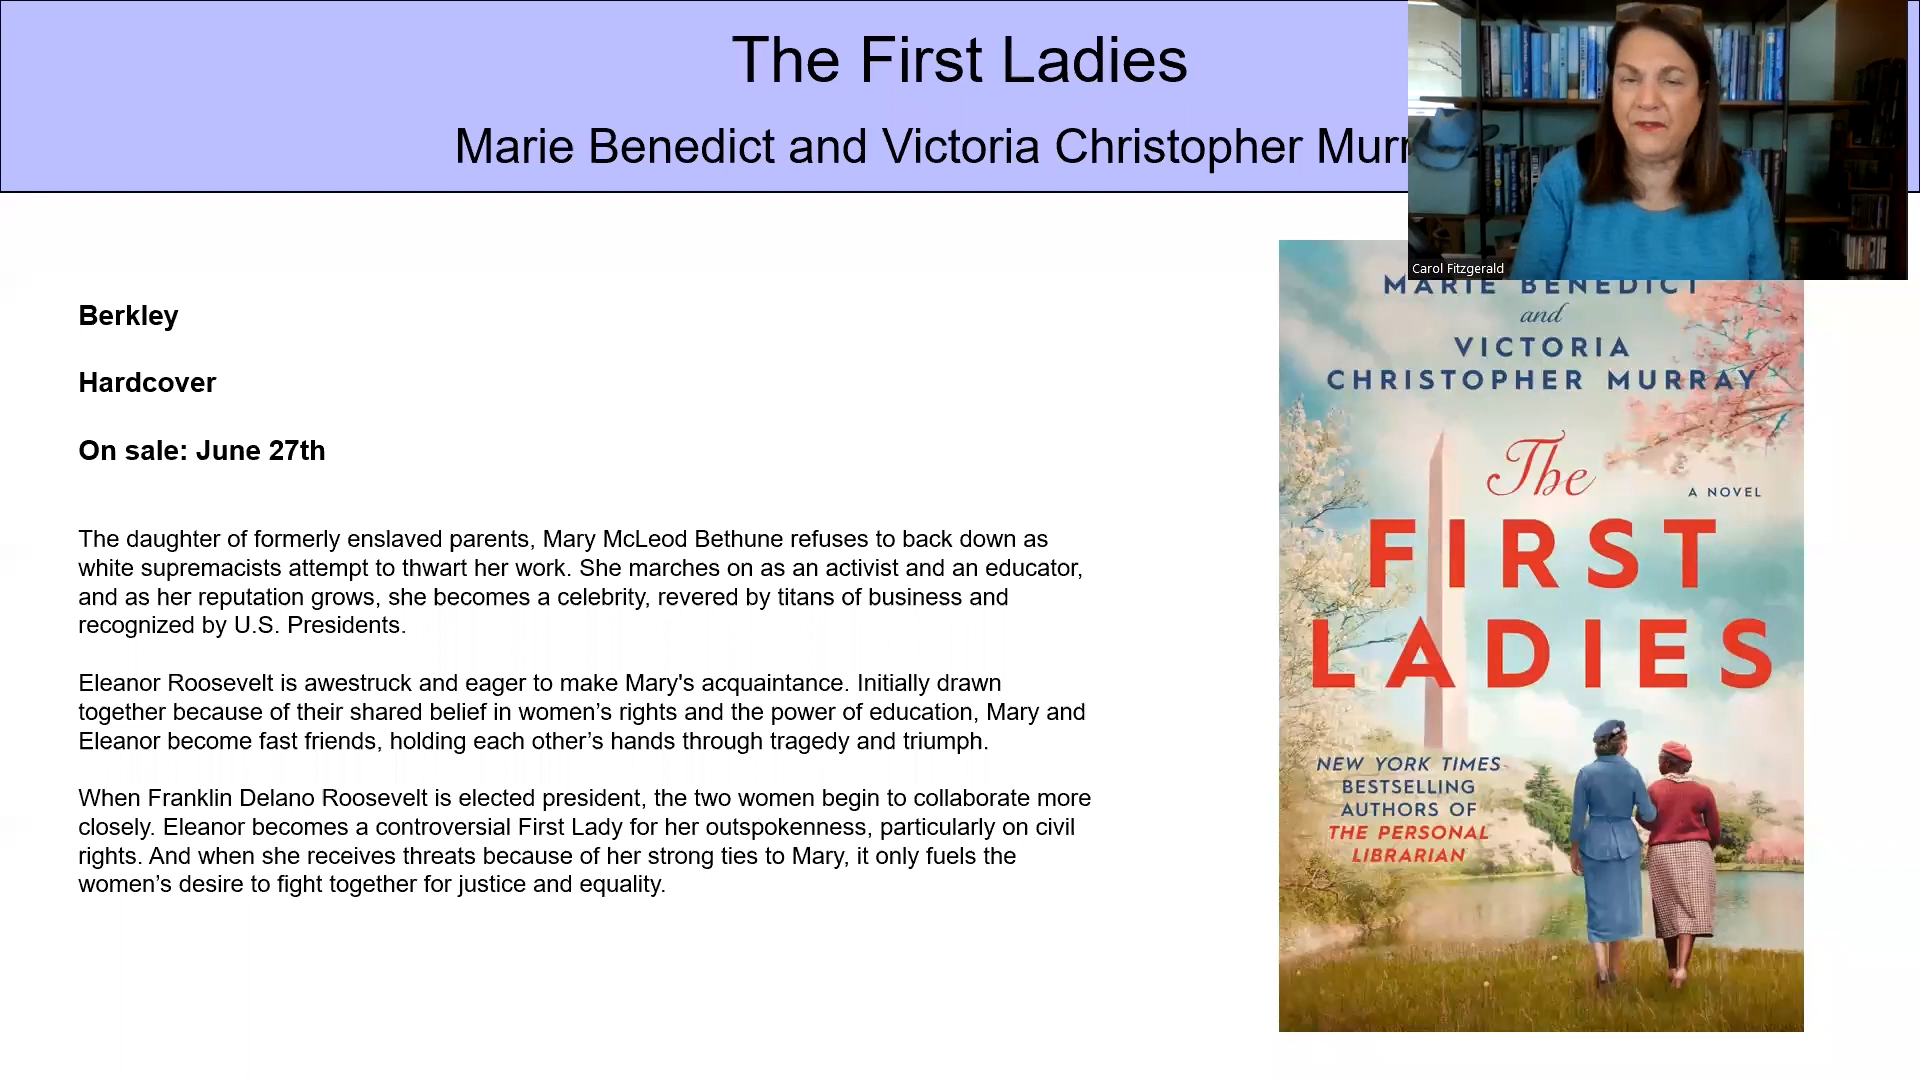 The First Ladies
Marie Benedict and Victoria Christopher
Carol Fitzgerald
Berkley
Hardcover
On sale: June 27th
The daughter of formerly enslaved parents, Mary McLeod Bethune refuses to back down as
white supremacists attempt to thwart her work. She marches on as an activist and an educator,
and as her reputation grows, she becomes a celebrity, revered by titans of business and
recognized by U.S. Presidents.
Eleanor Roosevelt is awestruck and eager to make Mary's acquaintance. Initially drawn
together because of their shared belief in women’s rights and the power of education, Mary and
Eleanor become fast friends, holding each other’s hands through tragedy and triumph.
When Franklin Delano Roosevelt is elected president, the two women begin to collaborate more
closely. Eleanor becomes a controversial First Lady for her outspokenness, particularly on civil
rights. And when she receives threats because of her strong ties to Mary, it only fuels the
women’s desire to fight together for justice and equality.
MARIE BENEDICT
and
VICTORIA
CHRISTOPHER MURRAY
The
A NOVEL
FIRST
LADIES
NEW YORK TIMES
BESTSELLING
AUTHORS OF
THE PERSONAL
LIBRARIAN